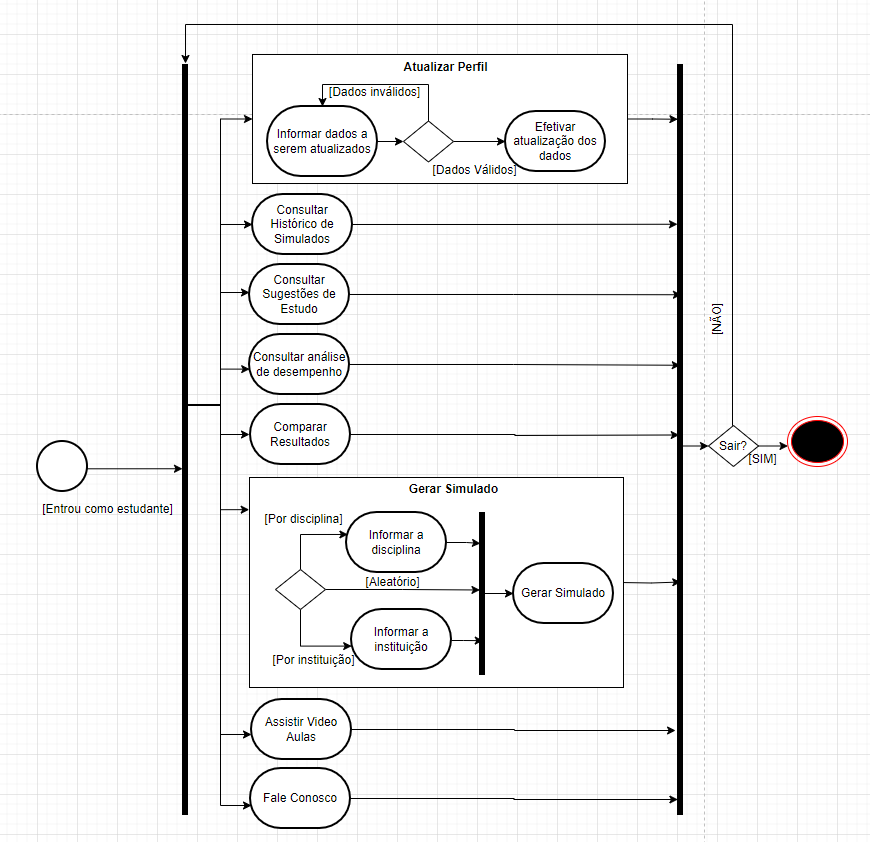 Atualizar Perfil
[Dados inválidos]
Informar dados a
serem atualizados
Efetivar
atualização dos
dados
[Dados Válidos]
Consultar
Histórico de
Simulados
Consultar
Sugestões de
Estudo
Consultar análise
de desempenho
Comparar
Resultados
[NÃO]
Sair?
[SIM]
[Entrou como estudante]
Gerar Simulado
[Por disciplina]
Informar a
disciplina
[Aleatório]
Gerar Simulado
Informar a
instituição
[Por instituição]
Assistir Video
Aulas
Fale Conosco